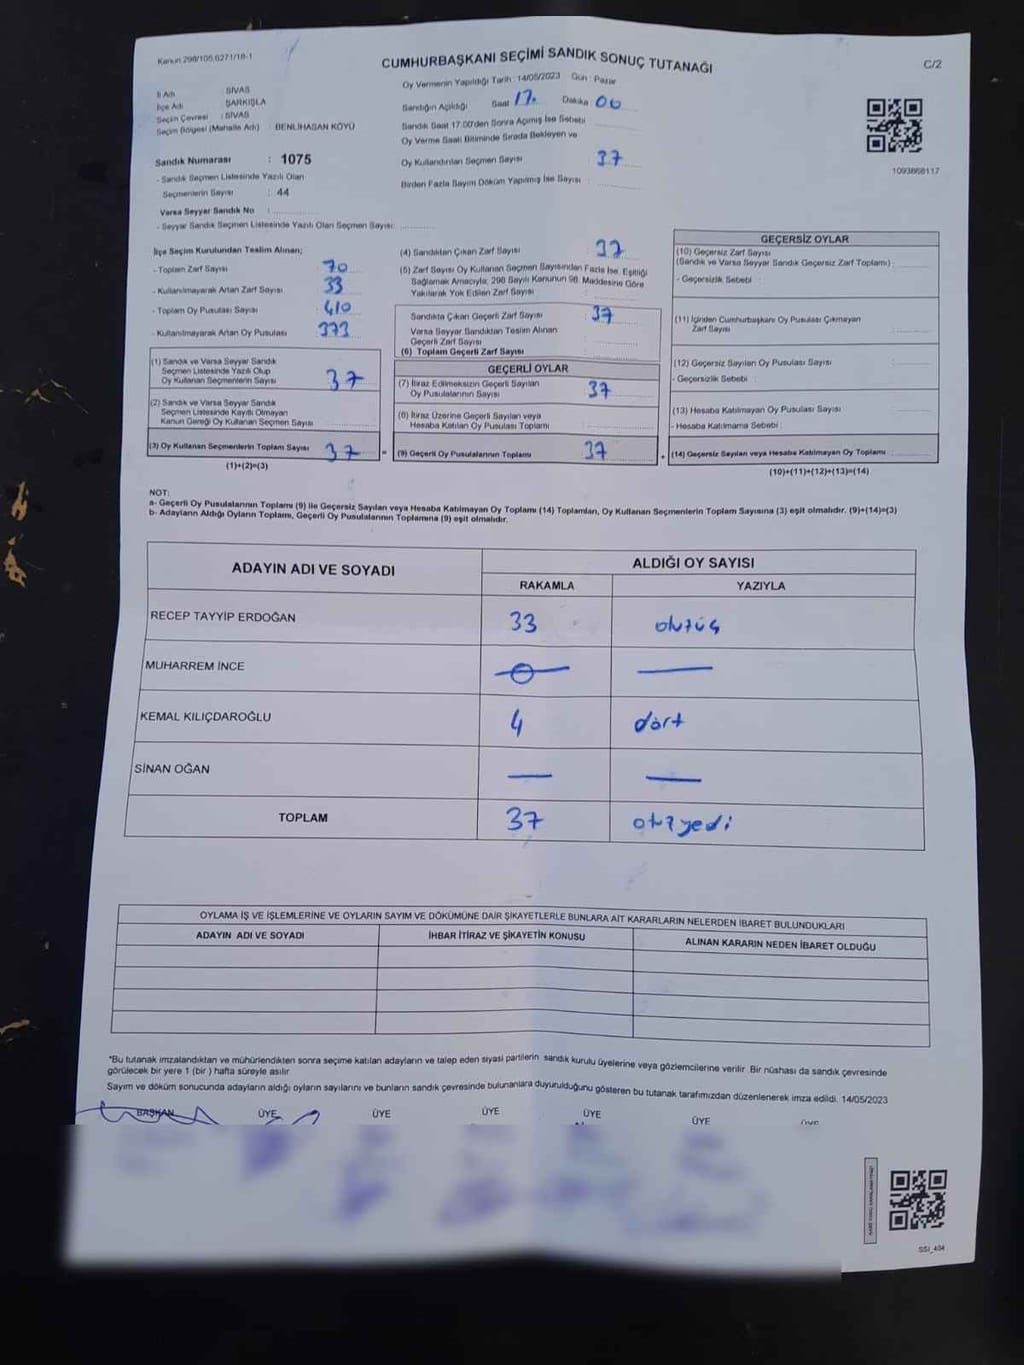 Kanun 298/105,6271/18-1
CUMHURBAŞKANI SEÇİMİ SANDIK SONUÇ TUTANAĞI
C/2
Oy Vermenin Yapıldığı Tarih : 14/05/2023 Gün : Pazar
İl Adı : SİVAS
İlçe Adı : ŞARKIŞLA
Seçim Çevresi : SİVAS
Seçim Bölgesi (Mahalle Adı) : BENLİHASAN KÖYÜ
Sandığın Açıldığı Saat 17. Dakika 00
Sandık Saat 17:00'den Sonra Açımış İse Sebebi
Oy Verme Saati Bitiminde Sırada Bekleyen ve
Oy Kullandırılan Seçmen Sayısı 37
Birden Fazla Sayım Döküm Yapılmış İse Sayısı :
1093668117
Sandık Numarası : 1075
- Sandık Seçmen Listesinde Yazılı Olan
Seçmenlerin Sayısı : 44
Varsa Seyyar Sandık No :
- Seyyar Sandık Seçmen Listesinde Yazılı Olan Seçmen Sayısı:
İlçe Seçim Kurulundan Teslim Alınan;
- Toplam Zarf Sayısı 70
- Kullanılmayarak Artan Zarf Sayısı 33
- Toplam Oy Pusulası Sayısı : 410
- Kullanılmayarak Artan Oy Pusulası 373
(1) Sandık ve Varsa Seyyar Sandık
Seçmen Listesinde Yazılı Olup
Oy Kullanan Seçmenlerin Sayısı 37
(2) Sandık ve Varsa Seyyar Sandık
Seçmen Listesinde Kayıtlı Olmayan
Kanun Gereği Oy Kullanan Seçmen Sayısı
(3) Oy Kullanan Seçmenlerin Toplam Sayısı 37
(1)+(2)=(3)
(4) Sandıktan Çıkan Zarf Sayısı 37
(5) Zarf Sayısı Oy Kullanan Seçmen Sayısından Fazla İse, Eşitliği
Sağlamak Amacıyla; 298 Sayılı Kanunun 98. Maddesine Göre
Yakılarak Yok Edilen Zarf Sayısı
Sandıkta Çıkan Geçerli Zarf Sayısı : 37
Varsa Seyyar Sandıktan Teslim Alınan
Geçerli Zarf Sayısı
(6) Toplam Geçerli Zarf Sayısı
GEÇERLİ OYLAR
(7) İtiraz Edilmeksizin Geçerli Sayılan
Oy Pusulalarının Sayısı 37
(8) İtiraz Üzerine Geçerli Sayılan veya
Hesaba Katılan Oy Pusulası Toplamı
= (9) Geçerli Oy Pusulalarının Toplamı 37
GEÇERSİZ OYLAR
(10) Geçersiz Zarf Sayısı
(Sandık ve Varsa Seyyar Sandık Geçersiz Zarf Toplamı) :
- Geçersizlik Sebebi :
(11) İçinden Cumhurbaşkanı Oy Pusulası Çıkmayan
Zarf Sayısı
(12) Geçersiz Sayılan Oy Pusulası Sayısı
- Geçersizlik Sebebi :
(13) Hesaba Katılmayan Oy Pusulası Sayısı
- Hesaba Katılmama Sebebi :
+ (14) Geçersiz Sayılan veya Hesaba Katılmayan Oy Toplamı
(10)+(11)+(12)+(13)=(14)
NOT:
a- Geçerli Oy Pusulalarının Toplamı (9) ile Geçersiz Sayılan veya Hesaba Katılmayan Oy Toplamı (14) Toplamları, Oy Kullanan Seçmenlerin Toplam Sayısına (3) eşit olmalıdır. (9)+(14)=(3)
b- Adayların Aldığı Oyların Toplamı, Geçerli Oy Pusulalarının Toplamına (9) eşit olmalıdır.
ADAYIN ADI VE SOYADI
ALDIĞI OY SAYISI
RAKAMLA YAZIYLA
RECEP TAYYİP ERDOĞAN 33 otuzüç
MUHARREM İNCE
KEMAL KILIÇDAROĞLU 4 dört
SİNAN OĞAN
TOPLAM 37 otuzyedi
OYLAMA İŞ VE İŞLEMLERİNE VE OYLARIN SAYIM VE DÖKÜMÜNE DAİR ŞİKAYETLERLE BUNLARA AİT KARARLARIN NELERDEN İBARET BULUNDUKLARI
ADAYIN ADI VE SOYADI İHBAR İTİRAZ VE ŞİKAYETİN KONUSU ALINAN KARARIN NEDEN İBARET OLDUĞU
*Bu tutanak imzalandıktan ve mühürlendikten sonra seçime katılan adayların ve talep eden siyasi partilerin sandık kurulu üyelerine veya gözlemcilerine verilir. Bir nüshası da sandık çevresinde
görülecek bir yere 1 (bir ) hafta süreyle asılır.
Sayım ve döküm sonucunda adayların aldığı oyların sayılarını ve bunların sandık çevresinde bulunanlara duyurulduğunu gösteren bu tutanak tarafımızdan düzenlenerek imza edildi. 14/05/2023
BAŞKAN ÜYE ÜYE ÜYE ÜYE ÜYE
SSI_494